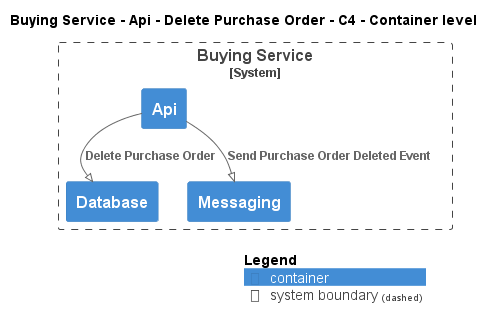 Buying Service - Api - Delete Purchase Order - C4 - Container level
Buying Service
[System]
Api
Delete Purchase Order
Send Purchase Order Deleted Event
Database
Messaging
Legend
container
system boundary (dashed)